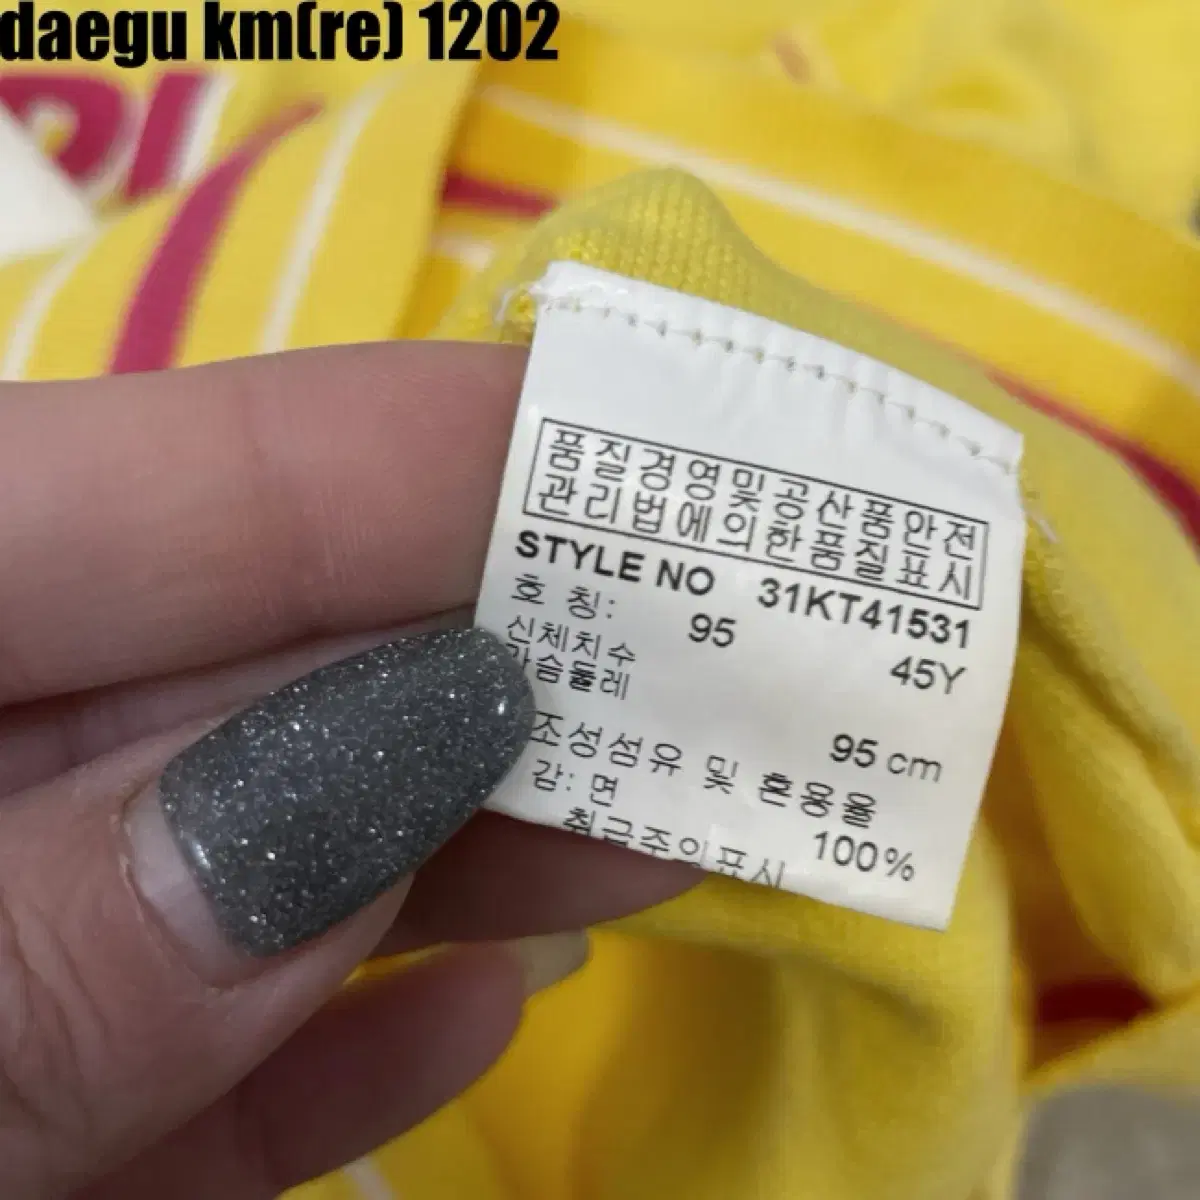 daegu km(re) 1202
품질경영및공산품안전
관리법에의한품질표시
STYLE NO 31KT41531
호칭: 95 45Y
신체치수
가슴둘레 95 cm
조성섬유 및 혼용율
감: 면 100%
취급주의표시